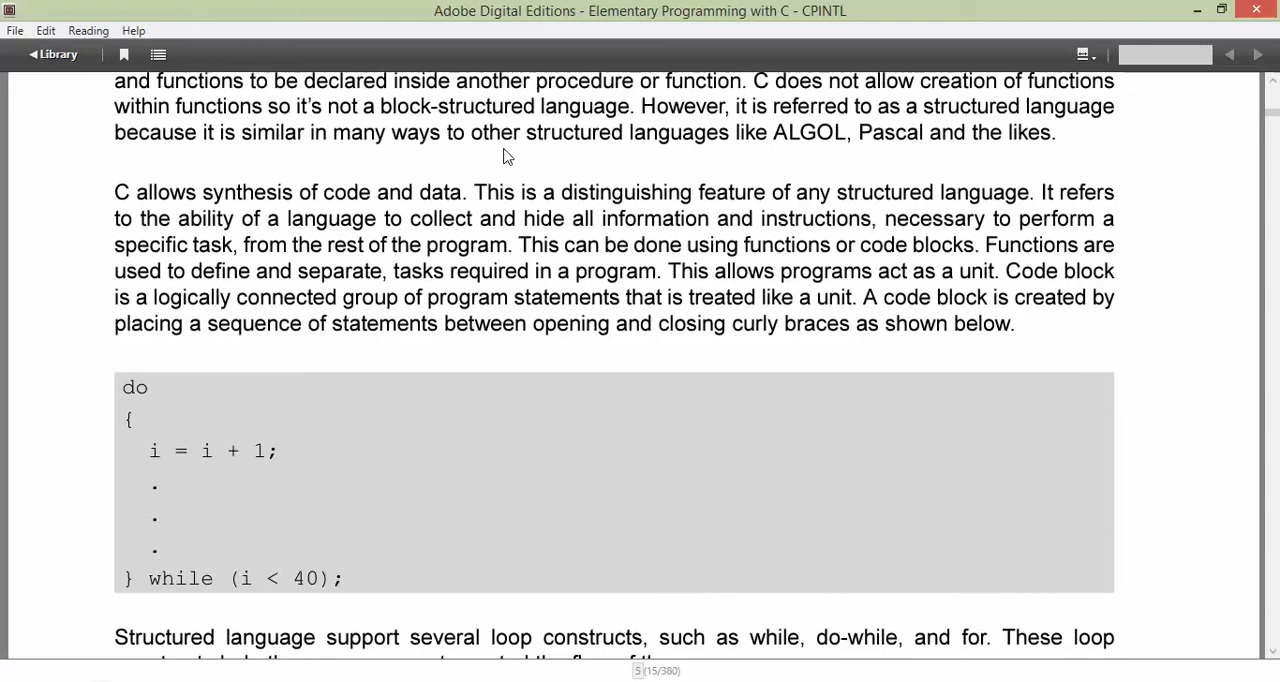 Adobe Digital Editions - Elementary Programming with C - CPINTL
File Edit Reading Help
Library
and functions to be declared inside another procedure or function. C does not allow creation of functions
within functions so it’s not a block-structured language. However, it is referred to as a structured language
because it is similar in many ways to other structured languages like ALGOL, Pascal and the likes.
C allows synthesis of code and data. This is a distinguishing feature of any structured language. It refers
to the ability of a language to collect and hide all information and instructions, necessary to perform a
specific task, from the rest of the program. This can be done using functions or code blocks. Functions are
used to define and separate, tasks required in a program. This allows programs act as a unit. Code block
is a logically connected group of program statements that is treated like a unit. A code block is created by
placing a sequence of statements between opening and closing curly braces as shown below.
do
{
i = i + 1;
.
.
.
} while (i < 40);
Structured language support several loop constructs, such as while, do-while, and for. These loop
5 (15/380)